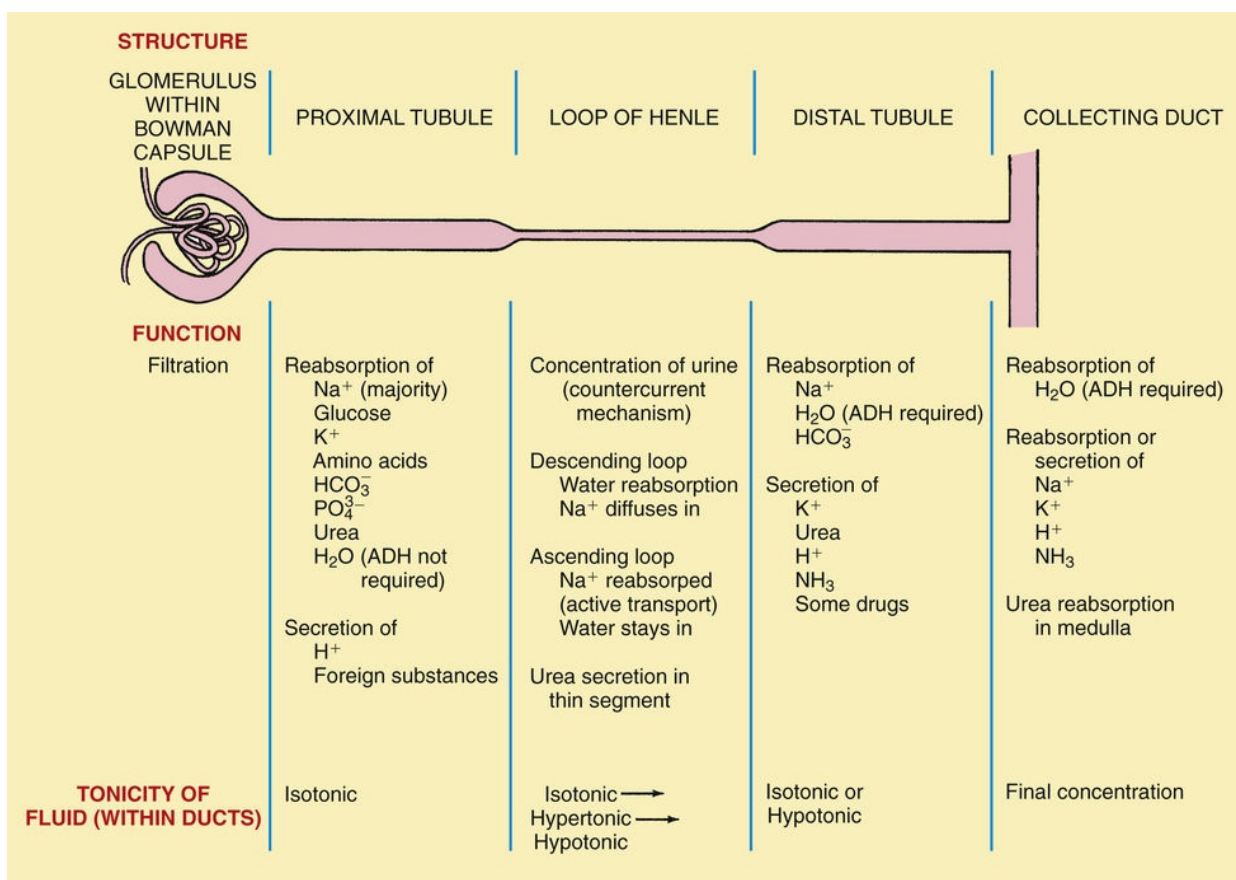 STRUCTURE
GLOMERULUS
WITHIN
BOWMAN
CAPSULE
PROXIMAL TUBULE
LOOP OF HENLE
DISTAL TUBULE
COLLECTING DUCT
FUNCTION
Filtration
Reabsorption of
Na⁺ (majority)
Glucose
K⁺
Amino acids
HCO₃⁻
PO₄³⁻
Urea
H₂O (ADH not
required)
Secretion of
H⁺
Foreign substances
Concentration of urine
(countercurrent
mechanism)
Descending loop
Water reabsorption
Na⁺ diffuses in
Ascending loop
Na⁺ reabsorped
(active transport)
Water stays in
Urea secretion in
thin segment
Reabsorption of
Na⁺
H₂O (ADH required)
HCO₃⁻
Secretion of
K⁺
Urea
H⁺
NH₃
Some drugs
Reabsorption of
H₂O (ADH required)
Reabsorption or
secretion of
Na⁺
K⁺
H⁺
NH₃
Urea reabsorption
in medulla
TONICITY OF
FLUID (WITHIN DUCTS)
Isotonic
Isotonic →
Hypertonic →
Hypotonic
Isotonic or
Hypotonic
Final concentration